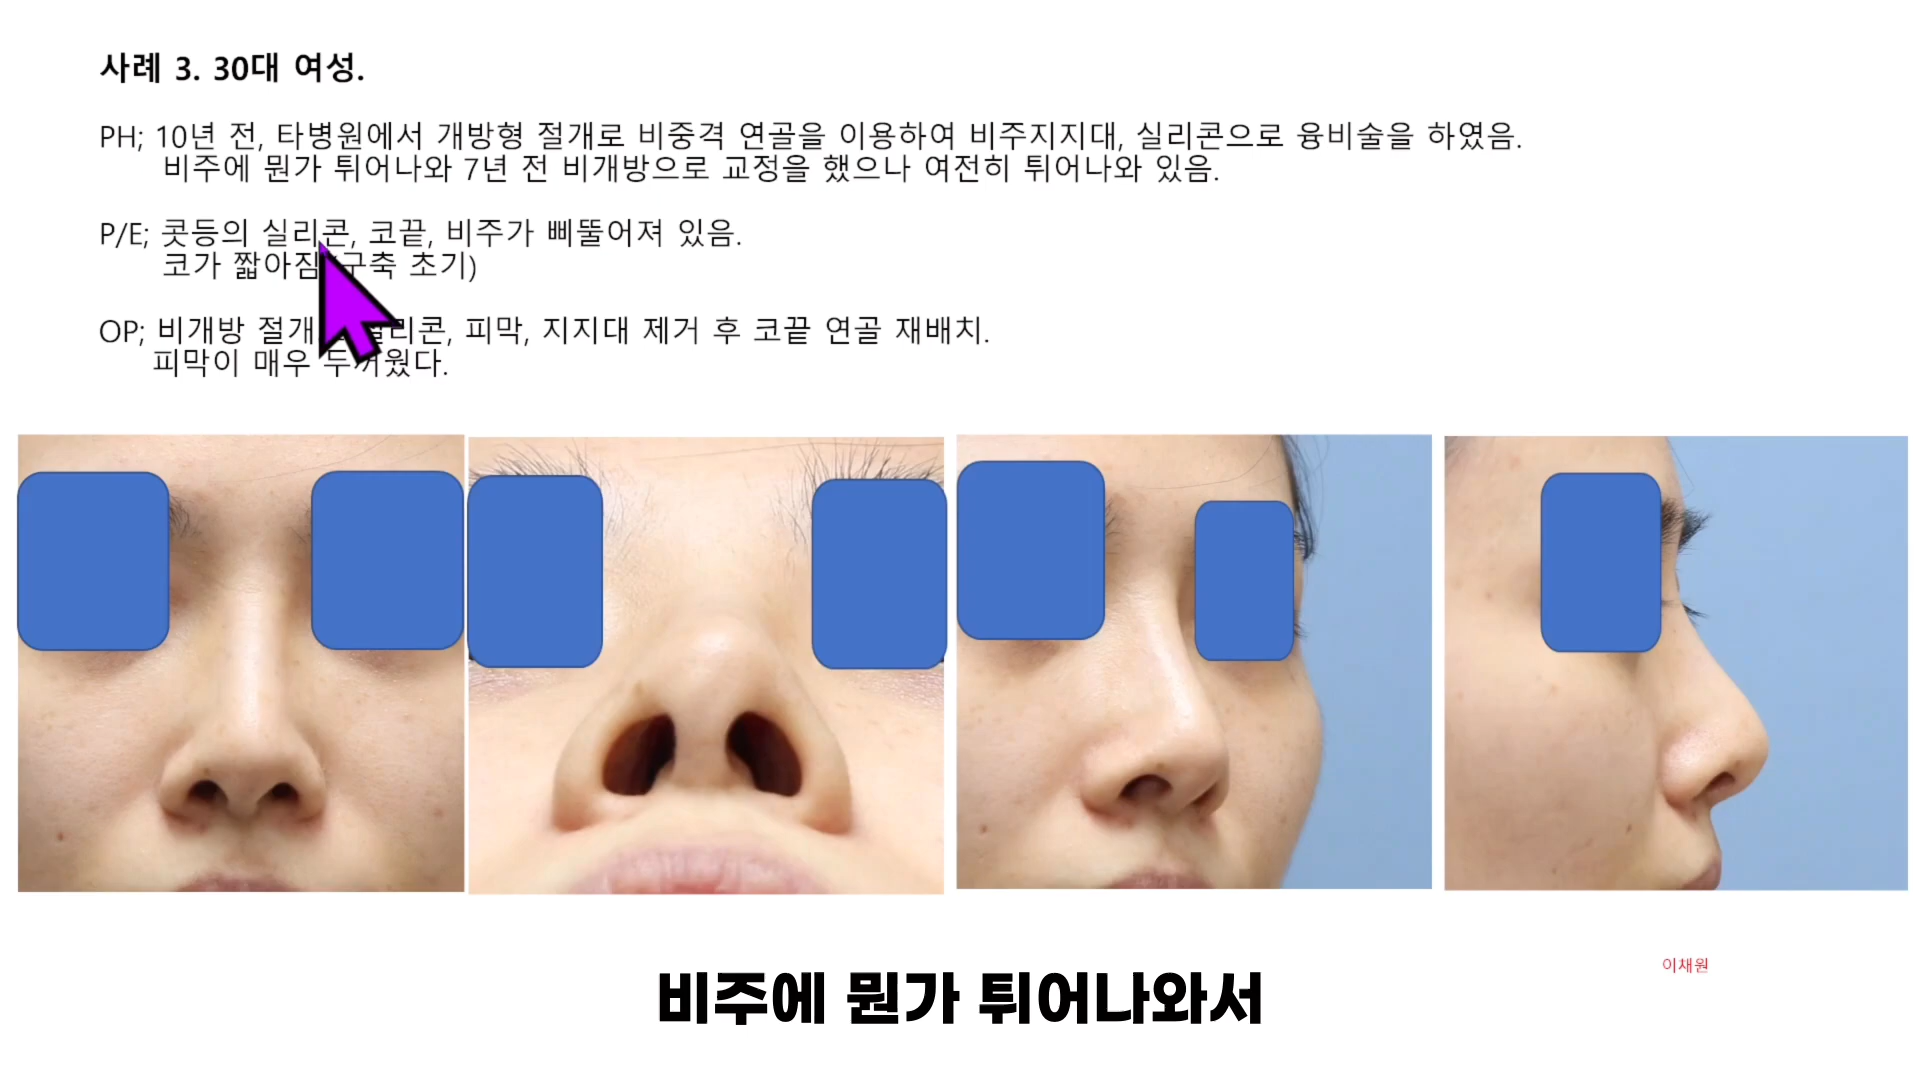 사례 3. 30대 여성.
PH; 10년 전, 타병원에서 개방형 절개로 비중격 연골을 이용하여 비주지지대, 실리콘으로 융비술을 하였음.
비주에 뭔가 튀어나와 7년 전 비개방으로 교정을 했으나 여전히 튀어나와 있음.
P/E; 콧등의 실리콘, 코끝, 비주가 삐뚤어져 있음.
코가 짧아짐 구축 초기)
OP; 비개방 절개 실리콘, 피막, 지지대 제거 후 코끝 연골 재배치.
피막이 매우 두꺼웠다.
이채원
비주에 뭔가 튀어나와서